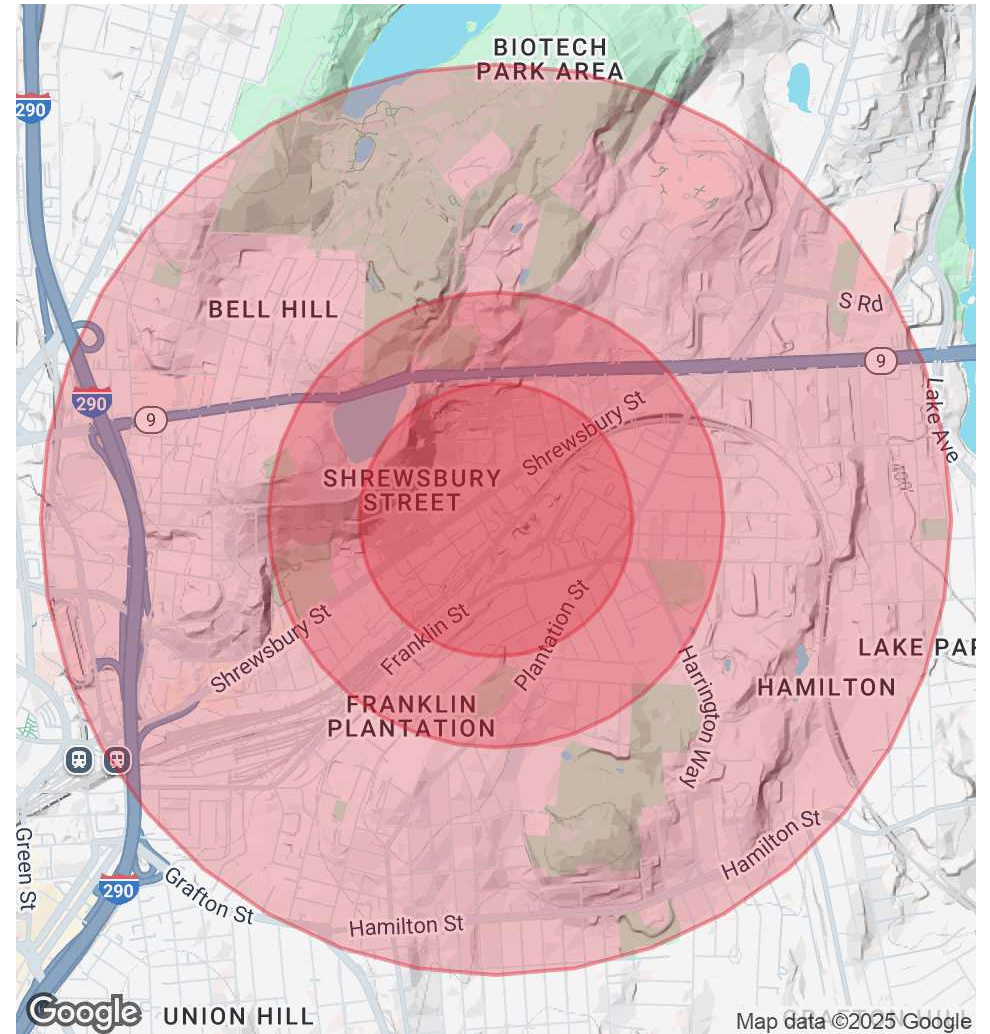 BIOTECH
PARK AREA
290
S Rd
BELL HILL
9
290
9
Lake Ave
Shrewsbury St
SHREWSBURY
STREET
Franklin St
Plantation St
Shrewsbury St
Harrington Way
LAKE PAR
HAMILTON
FRANKLIN
PLANTATION
Green St
Hamilton St
290
Grafton St
Hamilton St
Google
UNION HILL
Map data ©2025 Google